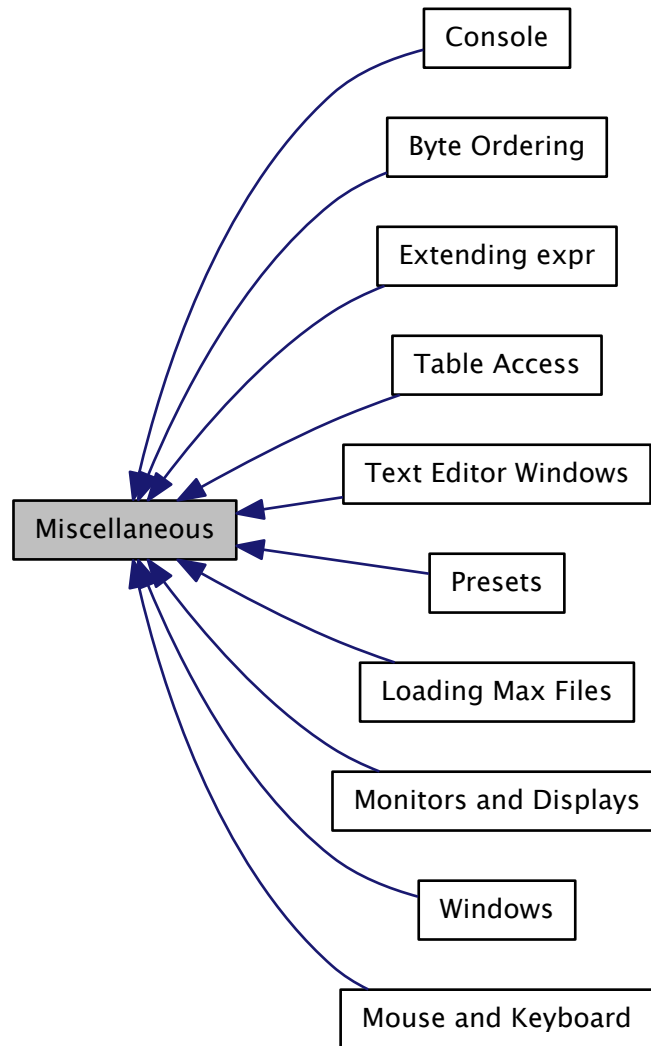 Console
Byte Ordering
Extending expr
Table Access
Text Editor Windows
Miscellaneous
Presets
Loading Max Files
Monitors and Displays
Windows
Mouse and Keyboard